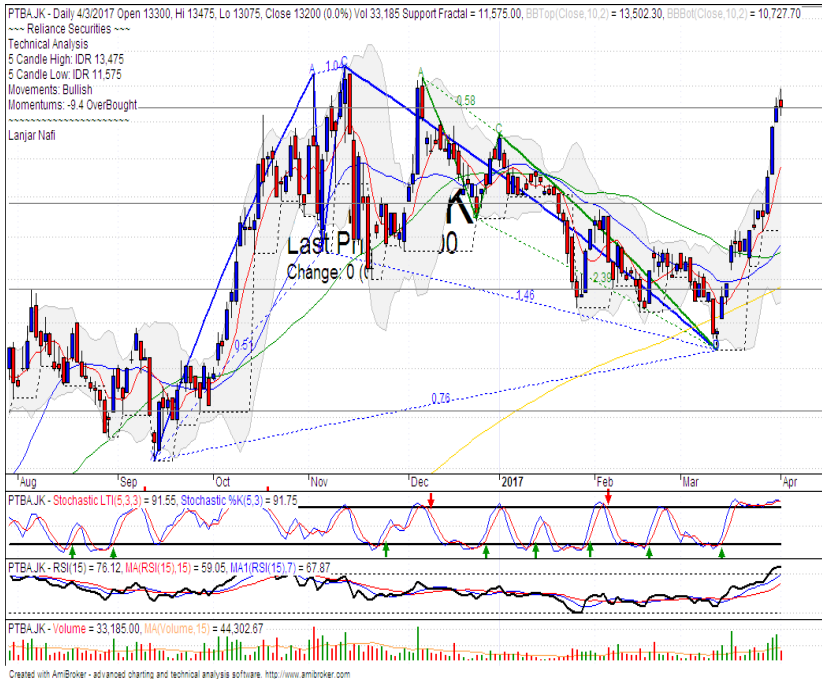 PTBA.JK - Daily 4/3/2017 Open 13300, Hi 13475, Lo 13075, Close 13200 (0.0%) Vol 33,185 Support Fractal = 11,575.00, BBTop(Close,10,2) = 13,502.30, BBBot(Close,10,2) = 10,727.70
~~~ Reliance Securities ~~~
Technical Analysis
5 Candle High: IDR 13,475
5 Candle Low: IDR 11,575
Movements: Bullish
Momentums: -9.4 OverBought
~~~~~~~~~~~~~~~~~~~~~~
Lanjar Nafi
A 1.04 C
A
0.58
C
K
Last Pri 00
Change: 0 (
2.39
1.46
0.51
0.76
Aug Sep Oct Nov Dec 2017 Feb Mar Apr
PTBA.JK - Stochastic LTI(5,3,3) = 91.55, Stochastic %K(5,3) = 91.75
PTBA.JK - RSI(15) = 76.12, MA(RSI(15),15) = 59.05, MA1(RSI(15),7) = 67.87
PTBA.JK - Volume = 33,185.00, MA(Volume,15) = 44,302.67
Created with AmiBroker - advanced charting and technical analysis software. http://www.amibroker.com